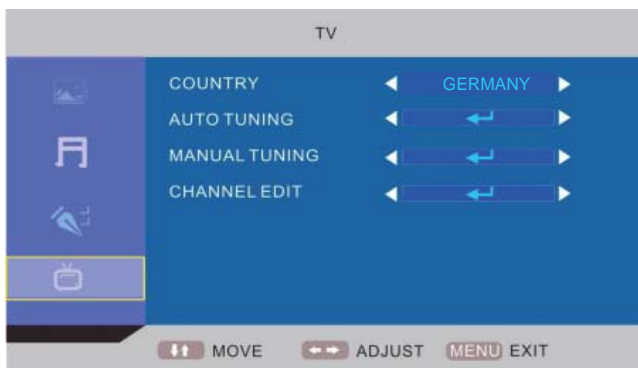 TV
COUNTRY GERMANY
AUTO TUNING
MANUAL TUNING
CHANNEL EDIT
MOVE ADJUST MENU EXIT